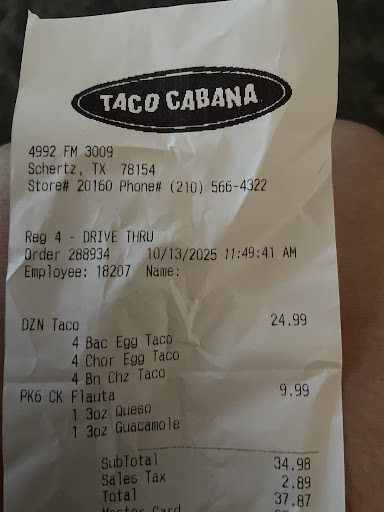 TACO CABANA
4992 FM 3009
Schertz, TX 78154
Store# 20160 Phone# (210) 566-4322
Reg 4 - DRIVE THRU
Order 288934 10/13/2025 11:49:41 AM
Employee: 18207 Name:
DZN Taco 24.99
4 Bac Egg Taco
4 Chor Egg Taco
4 Bn Chz Taco
PK6 CK Flauta 9.99
1 3oz Queso
1 3oz Guacamole
SubTotal 34.98
Sales Tax 2.89
Total 37.87
Master Card